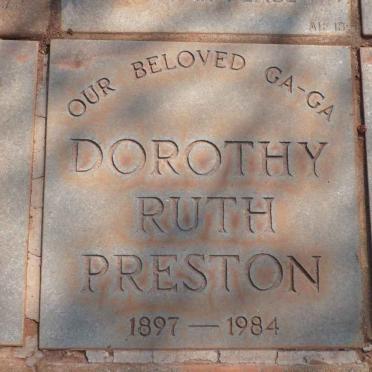 OUR BELOVED GA-GA
DOROTHY
RUTH
PRESTON
1897 — 1984